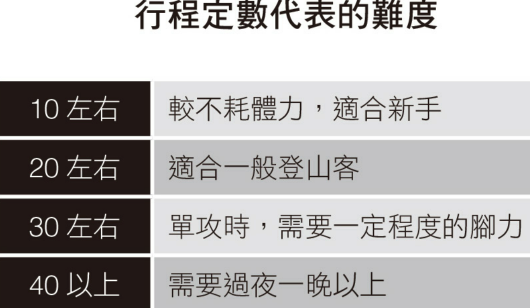 行程定數代表的難度
10 左右 較不耗體力，適合新手
20 左右 適合一般登山客
30 左右 單攻時，需要一定程度的腳力
40 以上 需要過夜一晚以上